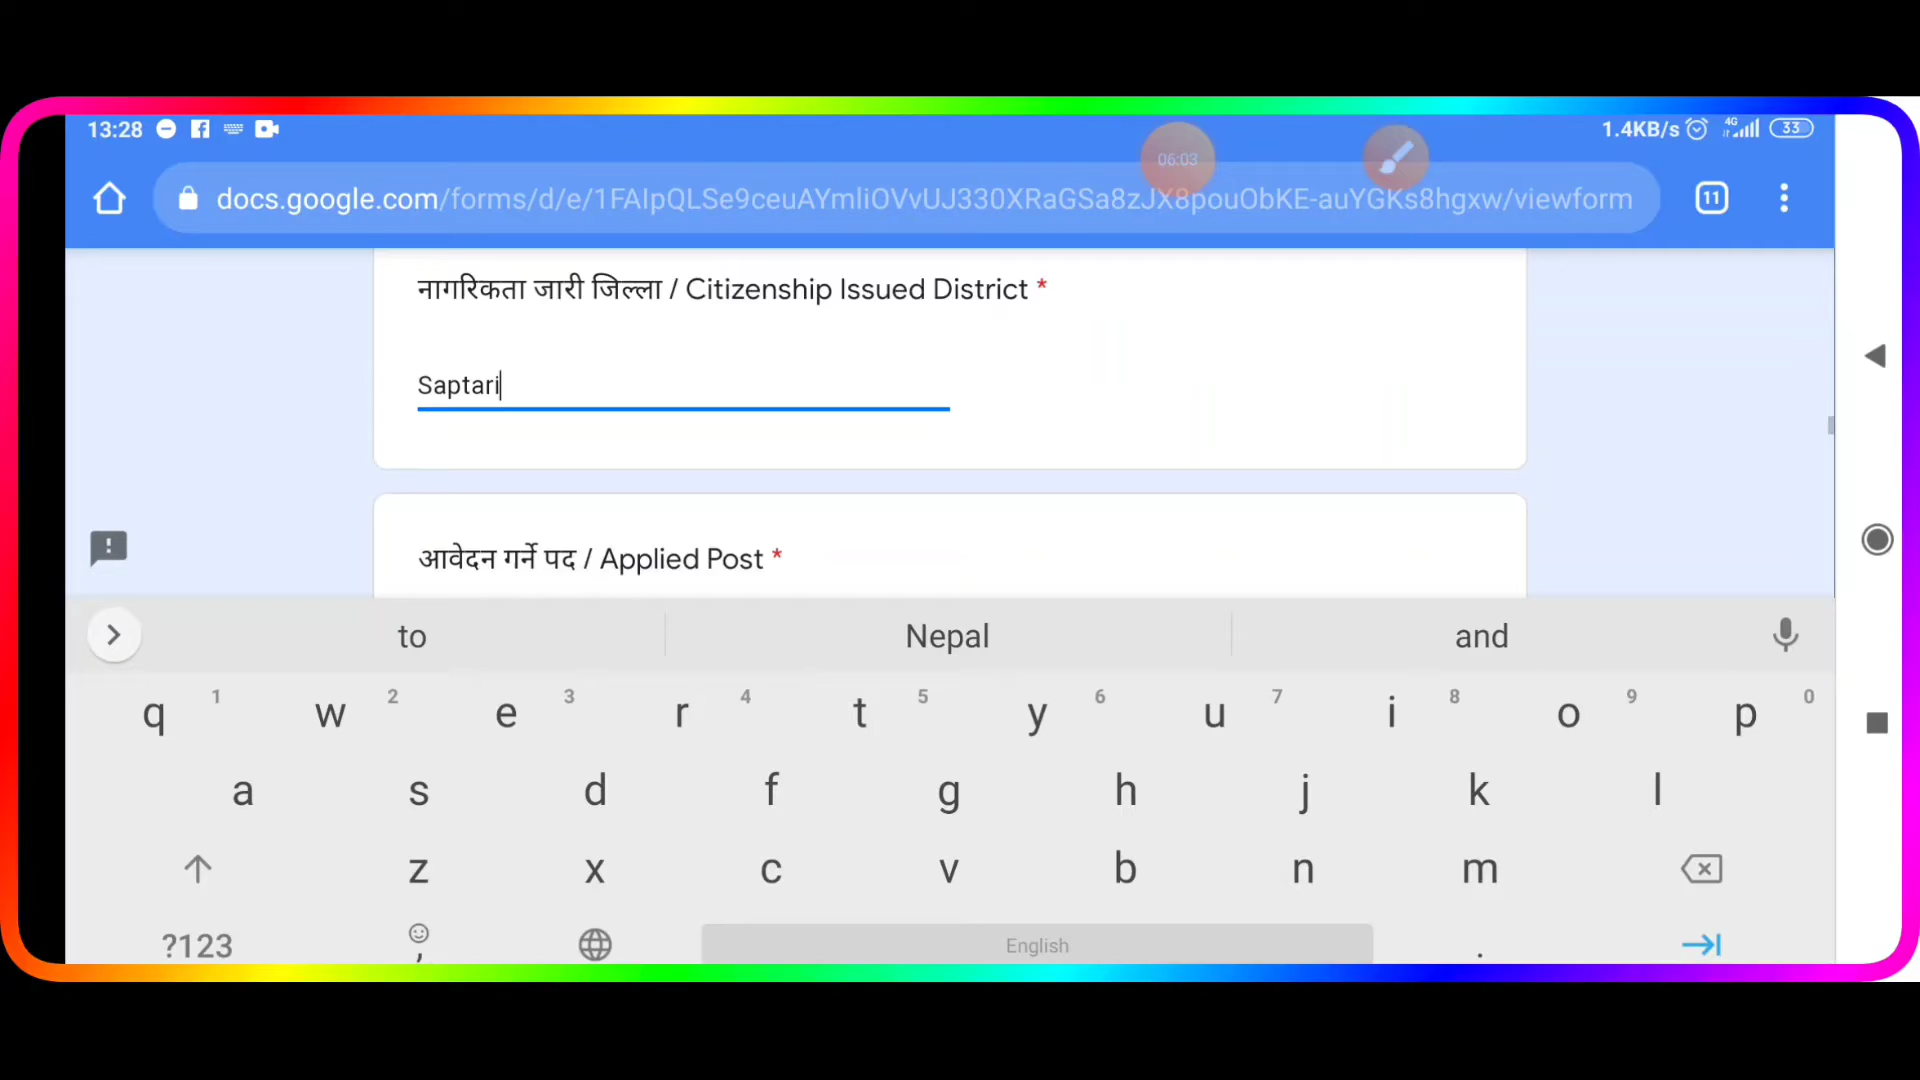 13:28
1.4KB/s 4G 33
06:03
docs.google.com/forms/d/e/1FAIpQLSe9ceuAYmliOVvUJ330XRaGSa8zJX8pouObKE-auYGKs8hgxw/viewform
11
नागरिकता जारी जिल्ला / Citizenship Issued District *
Saptari
आवेदन गर्ने पद / Applied Post *
to Nepal and
q 1 w 2 e 3 r 4 t 5 y 6 u 7 i 8 o 9 p 0
a s d f g h j k l
z x c v b n m
?123 , English .